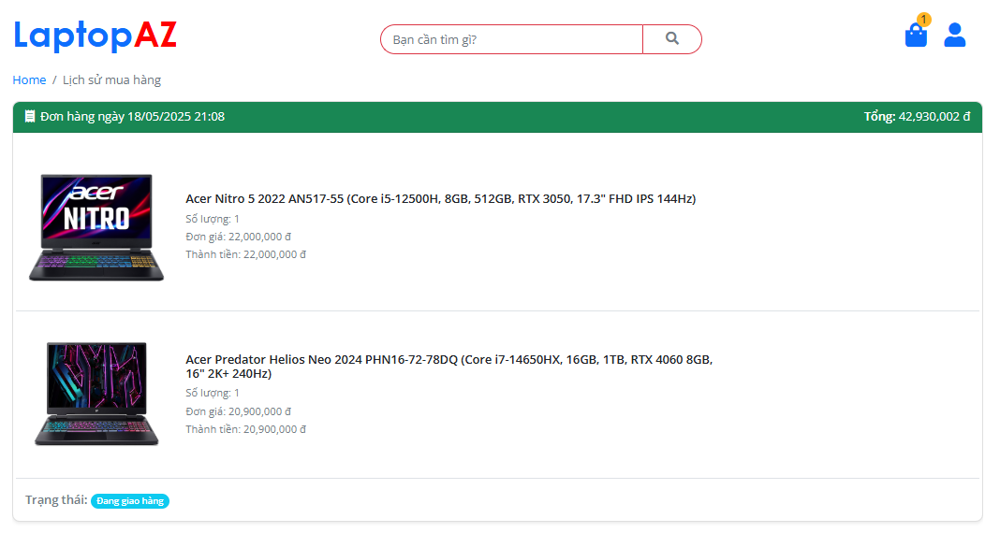 LaptopAZ
Bạn cần tìm gì?
1
Home / Lịch sử mua hàng
Đơn hàng ngày 18/05/2025 21:08
Tổng: 42,930,002 đ
acer
NITRO
Acer Nitro 5 2022 AN517-55 (Core i5-12500H, 8GB, 512GB, RTX 3050, 17.3" FHD IPS 144Hz)
Số lượng: 1
Đơn giá: 22,000,000 đ
Thành tiền: 22,000,000 đ
Acer Predator Helios Neo 2024 PHN16-72-78DQ (Core i7-14650HX, 16GB, 1TB, RTX 4060 8GB,
16" 2K+ 240Hz)
Số lượng: 1
Đơn giá: 20,900,000 đ
Thành tiền: 20,900,000 đ
Trạng thái: Đang giao hàng